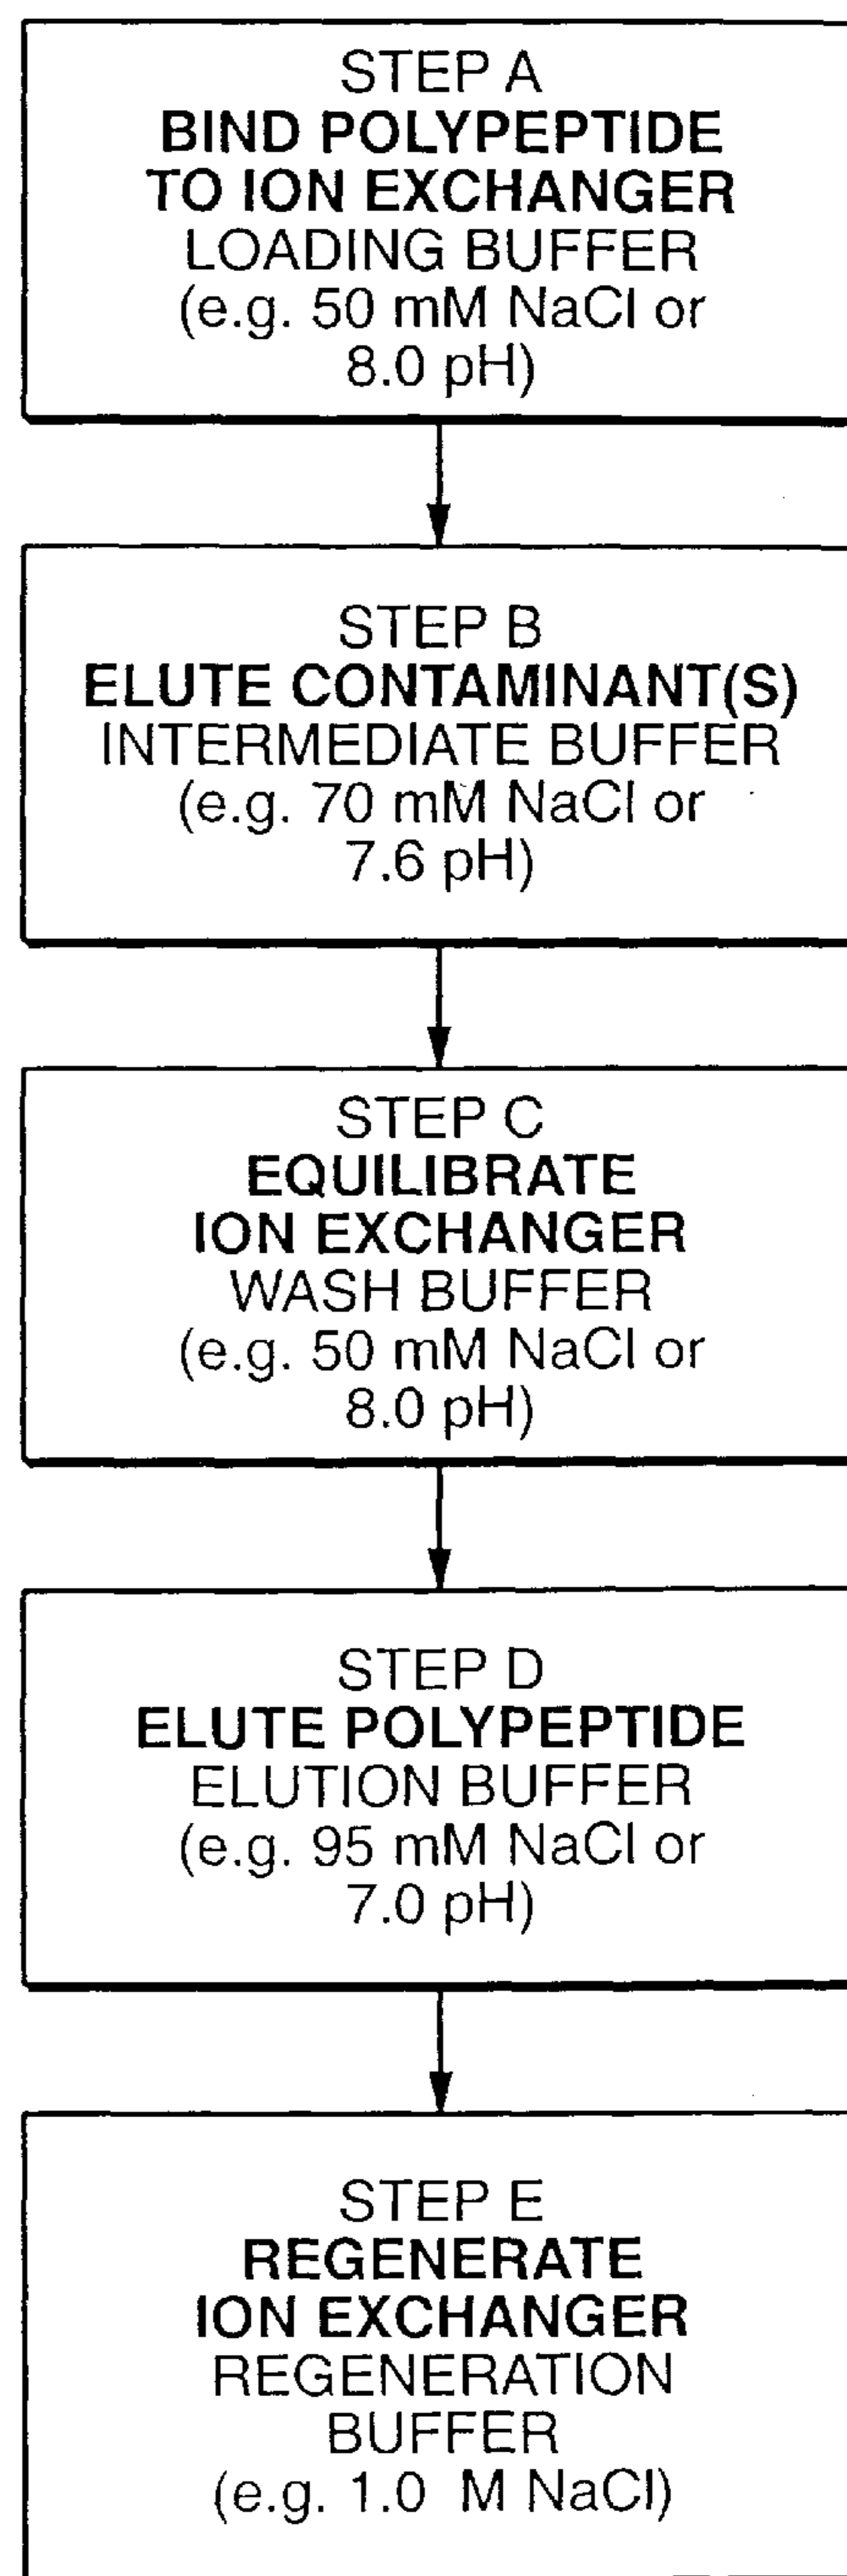 STEP A
BIND POLYPEPTIDE
TO ION EXCHANGER
LOADING BUFFER
(e.g. 50 mM NaCl or
8.0 pH)
STEP B
ELUTE CONTAMINANT(S)
INTERMEDIATE BUFFER
(e.g. 70 mM NaCl or
7.6 pH)
STEP C
EQUILIBRATE
ION EXCHANGER
WASH BUFFER
(e.g. 50 mM NaCl or
8.0 pH)
STEP D
ELUTE POLYPEPTIDE
ELUTION BUFFER
(e.g. 95 mM NaCl or
7.0 pH)
STEP E
REGENERATE
ION EXCHANGER
REGENERATION
BUFFER
(e.g. 1.0 M NaCl)